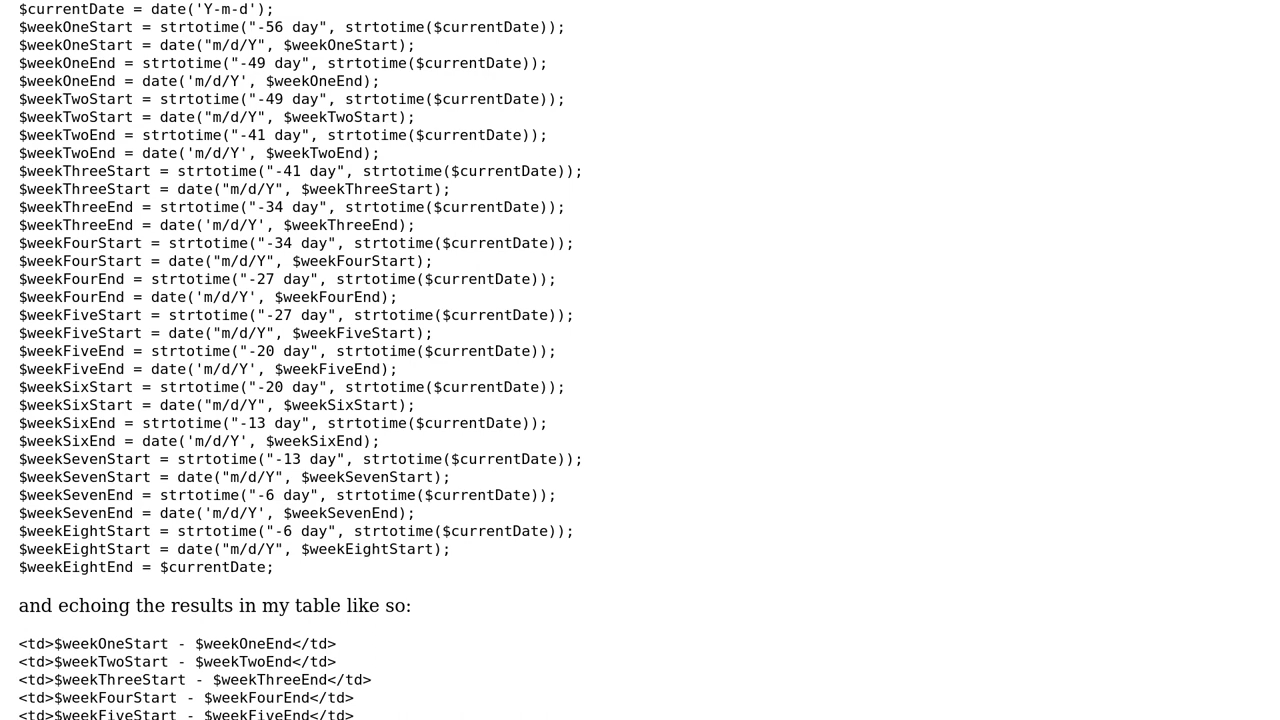 $currentDate = date('Y-m-d');
$weekOneStart = strtotime("-56 day", strtotime($currentDate));
$weekOneStart = date("m/d/Y", $weekOneStart);
$weekOneEnd = strtotime("-49 day", strtotime($currentDate));
$weekOneEnd = date('m/d/Y', $weekOneEnd);
$weekTwoStart = strtotime("-49 day", strtotime($currentDate));
$weekTwoStart = date("m/d/Y", $weekTwoStart);
$weekTwoEnd = strtotime("-41 day", strtotime($currentDate));
$weekTwoEnd = date('m/d/Y', $weekTwoEnd);
$weekThreeStart = strtotime("-41 day", strtotime($currentDate));
$weekThreeStart = date("m/d/Y", $weekThreeStart);
$weekThreeEnd = strtotime("-34 day", strtotime($currentDate));
$weekThreeEnd = date('m/d/Y', $weekThreeEnd);
$weekFourStart = strtotime("-34 day", strtotime($currentDate));
$weekFourStart = date("m/d/Y", $weekFourStart);
$weekFourEnd = strtotime("-27 day", strtotime($currentDate));
$weekFourEnd = date('m/d/Y', $weekFourEnd);
$weekFiveStart = strtotime("-27 day", strtotime($currentDate));
$weekFiveStart = date("m/d/Y", $weekFiveStart);
$weekFiveEnd = strtotime("-20 day", strtotime($currentDate));
$weekFiveEnd = date('m/d/Y', $weekFiveEnd);
$weekSixStart = strtotime("-20 day", strtotime($currentDate));
$weekSixStart = date("m/d/Y", $weekSixStart);
$weekSixEnd = strtotime("-13 day", strtotime($currentDate));
$weekSixEnd = date('m/d/Y', $weekSixEnd);
$weekSevenStart = strtotime("-13 day", strtotime($currentDate));
$weekSevenStart = date("m/d/Y", $weekSevenStart);
$weekSevenEnd = strtotime("-6 day", strtotime($currentDate));
$weekSevenEnd = date('m/d/Y', $weekSevenEnd);
$weekEightStart = strtotime("-6 day", strtotime($currentDate));
$weekEightStart = date("m/d/Y", $weekEightStart);
$weekEightEnd = $currentDate;
and echoing the results in my table like so:
<td>$weekOneStart - $weekOneEnd</td>
<td>$weekTwoStart - $weekTwoEnd</td>
<td>$weekThreeStart - $weekThreeEnd</td>
<td>$weekFourStart - $weekFourEnd</td>
<td>$weekFiveStart - $weekFiveEnd</td>